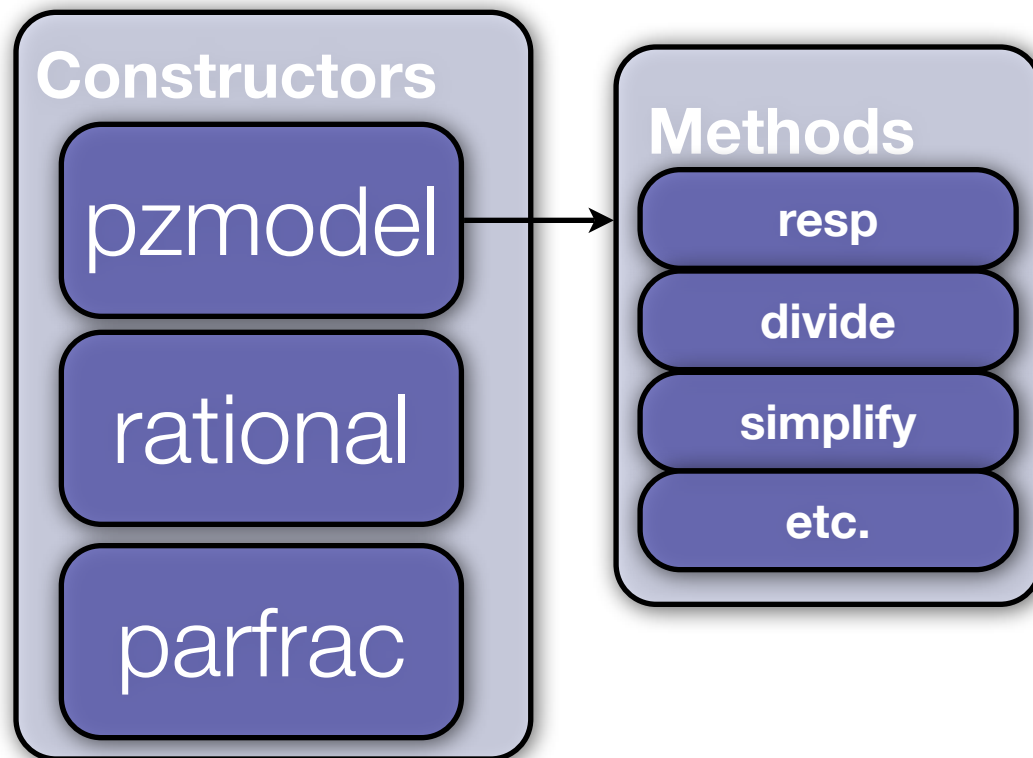 Constructors
pzmodel
rational
parfrac
Methods
resp
divide
simplify
etc.